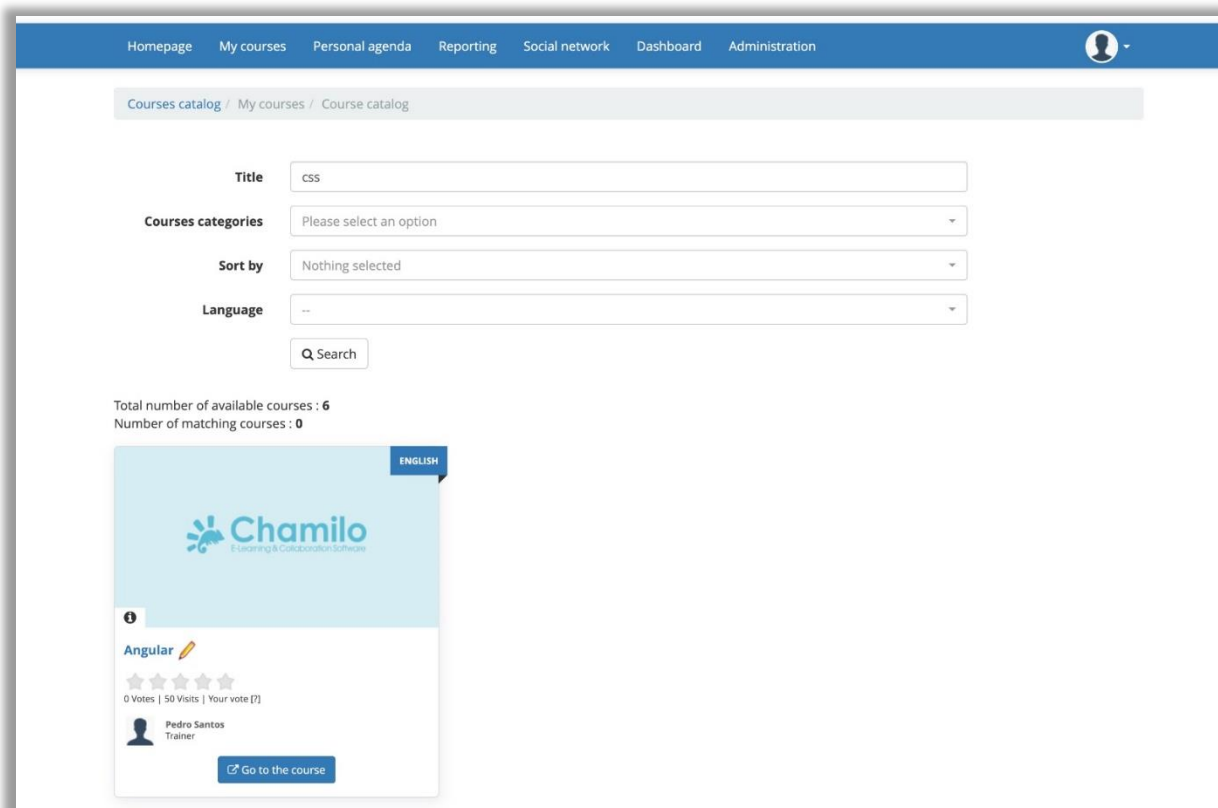 Homepage My courses Personal agenda Reporting Social network Dashboard Administration
Courses catalog / My courses / Course catalog
Title css
Courses categories Please select an option
Sort by Nothing selected
Language --
Search
Total number of available courses : 6
Number of matching courses : 0
ENGLISH
Chamilo
E-Learning & Collaboration Software
Angular
0 Votes | 50 Visits | Your vote [?]
Pedro Santos
Trainer
Go to the course